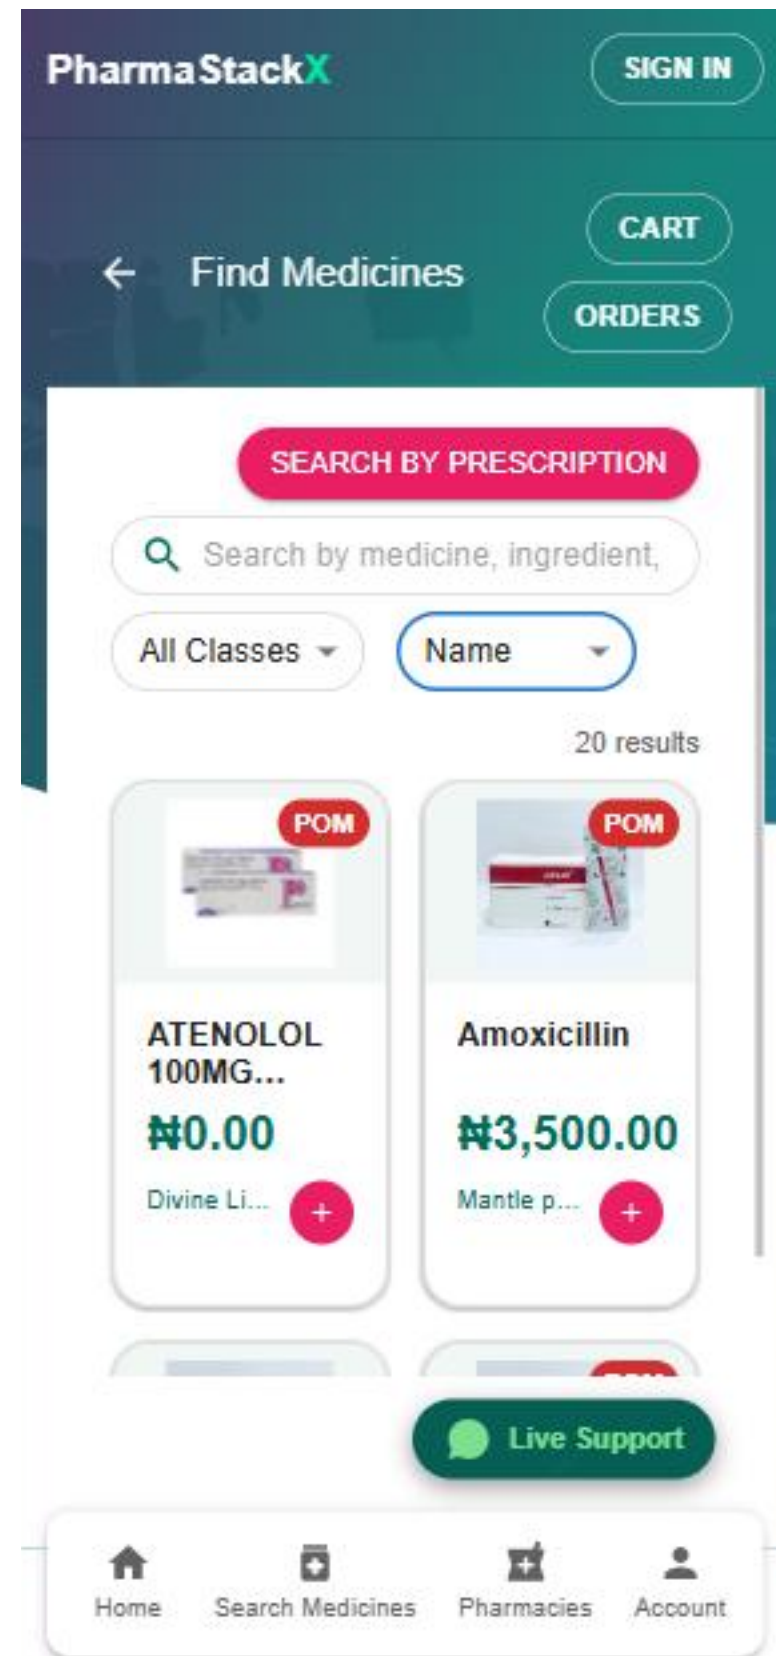 PharmaStackX
SIGN IN
CART
Find Medicines
ORDERS
SEARCH BY PRESCRIPTION
Search by medicine, ingredient,
All Classes
Name
20 results
POM
POM
ATENOLOL
100MG...
₦0.00
Divine Li...
+
Amoxicillin
₦3,500.00
Mantle p...
+
POM
Live Support
Home
Search Medicines
Pharmacies
Account